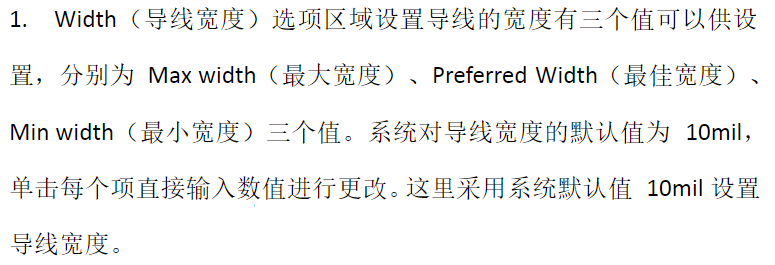 1. Width（导线宽度）选项区域设置导线的宽度有三个值可以供设
置，分别为 Max width（最大宽度）、Preferred Width（最佳宽度）、
Min width（最小宽度）三个值。系统对导线宽度的默认值为 10mil，
单击每个项直接输入数值进行更改。这里采用系统默认值 10mil 设置
导线宽度。